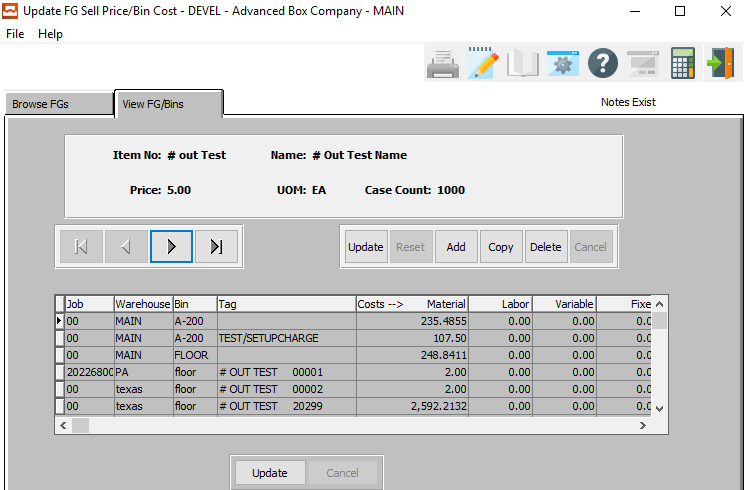 Update FG Sell Price/Bin Cost - DEVEL - Advanced Box Company - MAIN
File Help
Browse FGs View FG/Bins Notes Exist
Item No: # out Test Name: # Out Test Name
Price: 5.00 UOM: EA Case Count: 1000
Update Reset Add Copy Delete Cancel
Job Warehouse Bin Tag Costs --> Material Labor Variable Fixe
00 MAIN A-200 235.4855 0.00 0.00 0.0
00 MAIN A-200 TEST/SETUPCHARGE 107.50 0.00 0.00 0.0
00 MAIN FLOOR 248.8411 0.00 0.00 0.0
20226800 PA floor # OUT TEST 00001 2.00 0.00 0.00 0.0
00 texas floor # OUT TEST 00002 2.00 0.00 0.00 0.0
00 texas floor # OUT TEST 20299 2,592.2132 0.00 0.00 0.0
Update Cancel